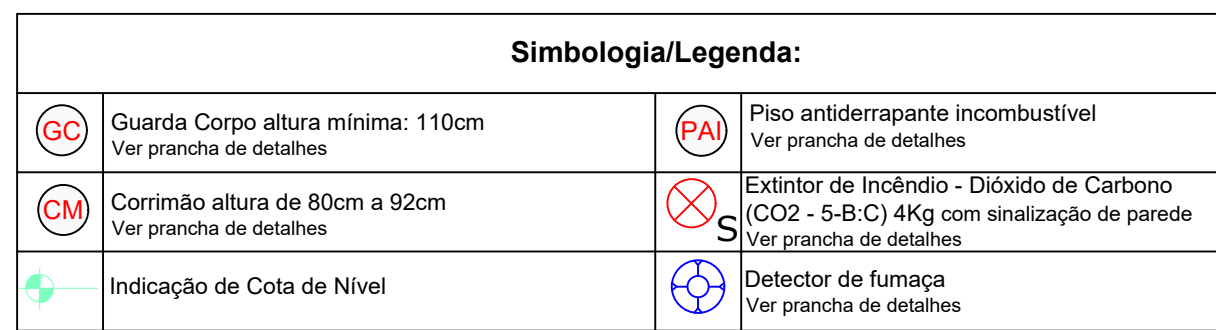 Simbologia/Legenda:
GC
Guarda Corpo altura mínima: 110cm
Ver prancha de detalhes
PAI
Piso antiderrapante incombustível
Ver prancha de detalhes
CM
Corrimão altura de 80cm a 92cm
Ver prancha de detalhes
S
Extintor de Incêndio - Dióxido de Carbono
(CO2 - 5-B:C) 4Kg com sinalização de parede
Ver prancha de detalhes
Indicação de Cota de Nível
Detector de fumaça
Ver prancha de detalhes